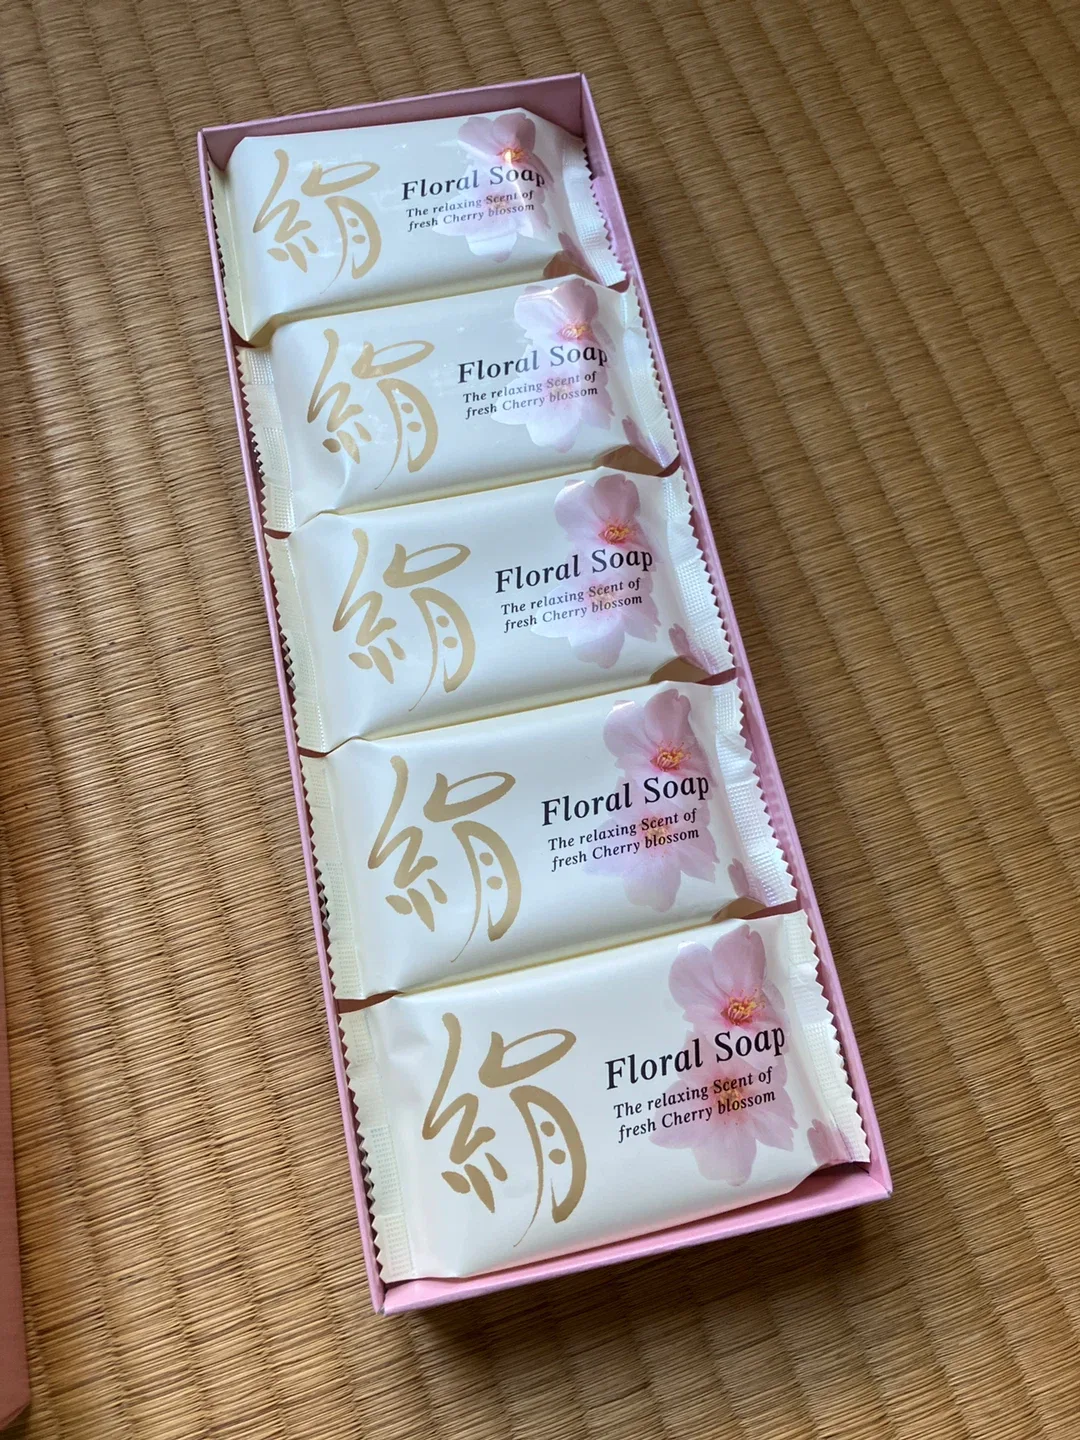 絹
Floral Soap
The relaxing Scent of
fresh Cherry blossom
絹
Floral Soap
The relaxing Scent of
fresh Cherry blossom
絹
Floral Soap
The relaxing Scent of
fresh Cherry blossom
絹
Floral Soap
The relaxing Scent of
fresh Cherry blossom
絹
Floral Soap
The relaxing Scent of
fresh Cherry blossom